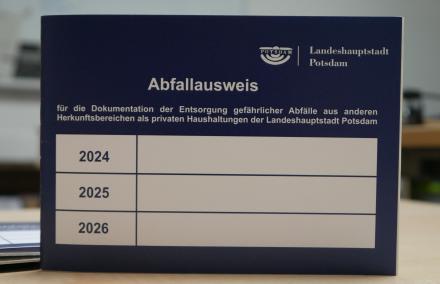 POTSDAM
Landeshauptstadt
Potsdam
Abfallausweis
für die Dokumentation der Entsorgung gefährlicher Abfälle aus anderen
Herkunftsbereichen als privaten Haushaltungen der Landeshauptstadt Potsdam
2024
2025
2026